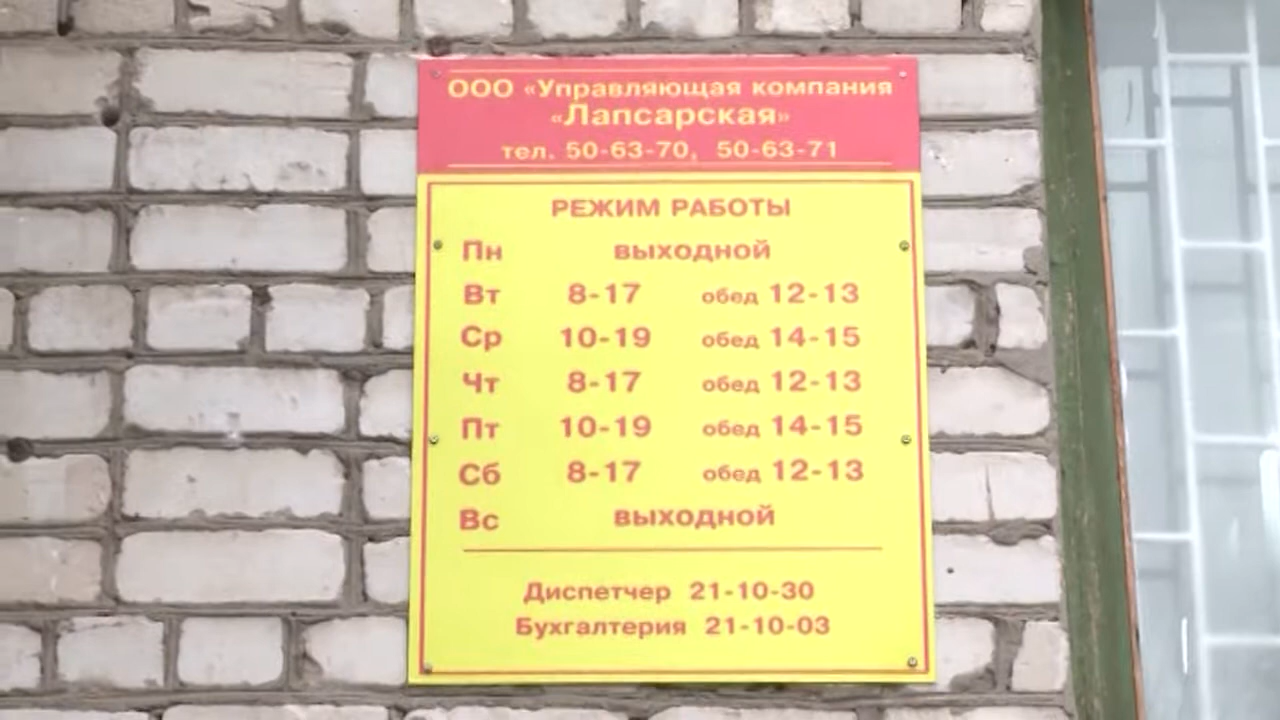 ООО «Управляющая компания
«Лапсарская»
тел. 50-63-70, 50-63-71
РЕЖИМ РАБОТЫ
Пн выходной
Вт 8-17 обед 12-13
Ср 10-19 обед 14-15
Чт 8-17 обед 12-13
Пт 10-19 обед 14-15
Сб 8-17 обед 12-13
Вс выходной
Диспетчер 21-10-30
Бухгалтерия 21-10-03